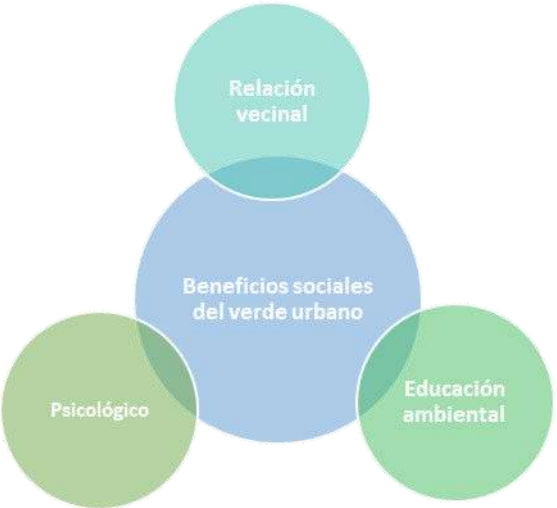 Relación
vecinal
Beneficios sociales
del verde urbano
Psicológico
Educación
ambiental